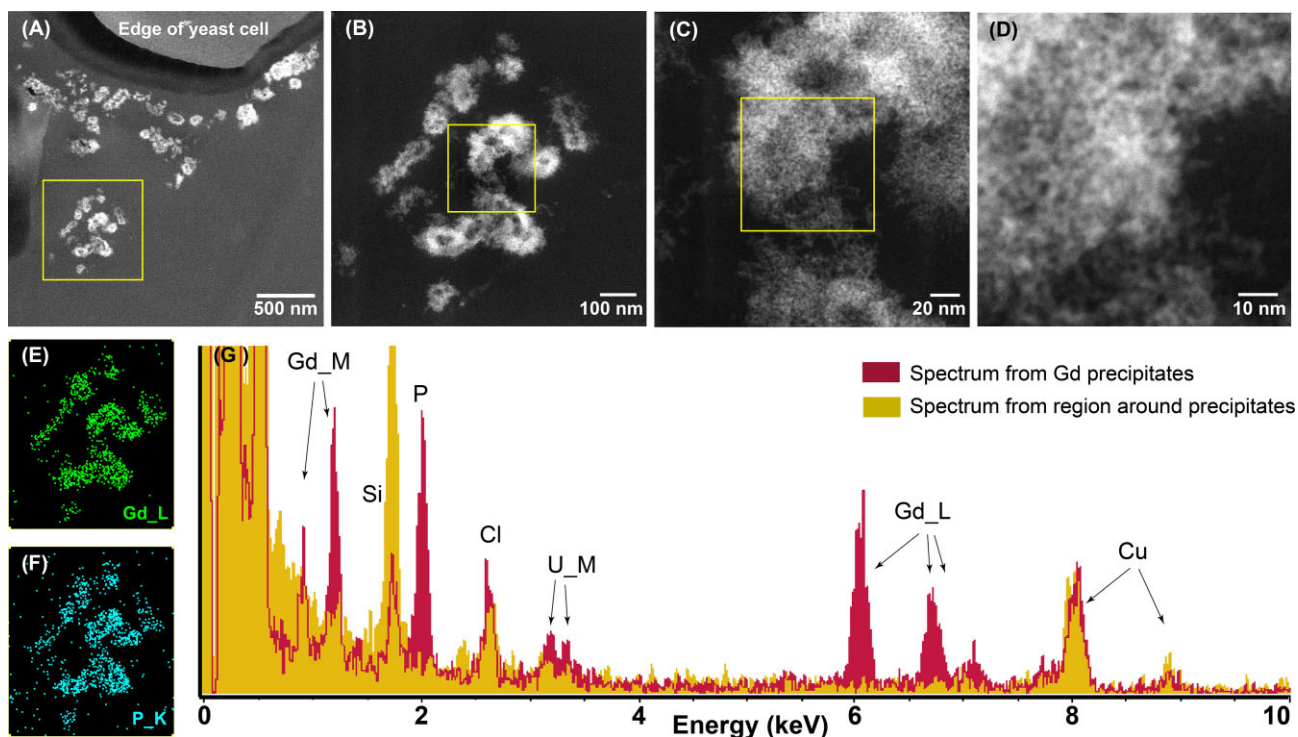 (A)
Edge of yeast cell
500 nm
(B)
100 nm
(C)
20 nm
(D)
10 nm
(E)
Gd_L
(F)
P_K
(G)
Gd_M
P
Si
Cl
U_M
Gd_L
Cu
Spectrum from Gd precipitates
Spectrum from region around precipitates
0
2
4
6
8
10
Energy (keV)